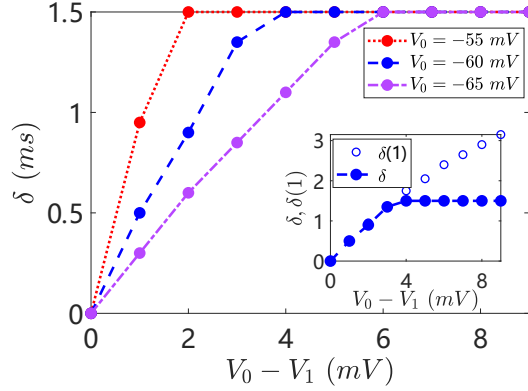 1.5
V₀ = −55 mV
V₀ = −60 mV
V₀ = −65 mV
1
δ (ms)
0.5
0
0 2 4 6 8
V₀ − V₁ (mV)
3
2
1
0
δ, δ(1)
δ(1)
δ
0 4 8
V₀ − V₁ (mV)